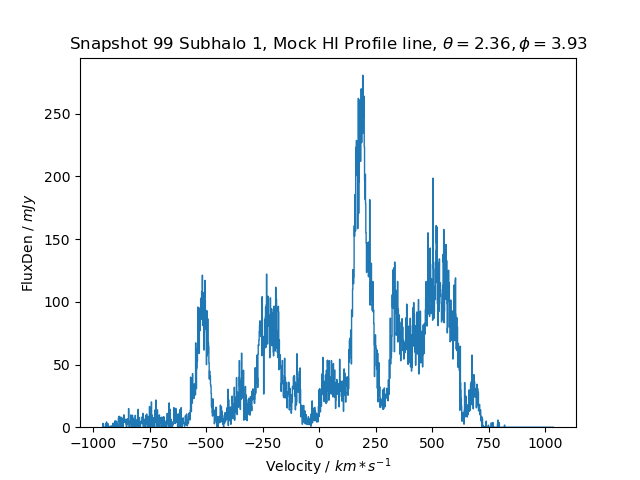 Snapshot 99 Subhalo 1, Mock HI Profile line, θ = 2.36, ϕ = 3.93
FluxDen / mJy
250
200
150
100
50
0
−1000 −750 −500 −250 0 250 500 750 1000
Velocity / km * s⁻¹